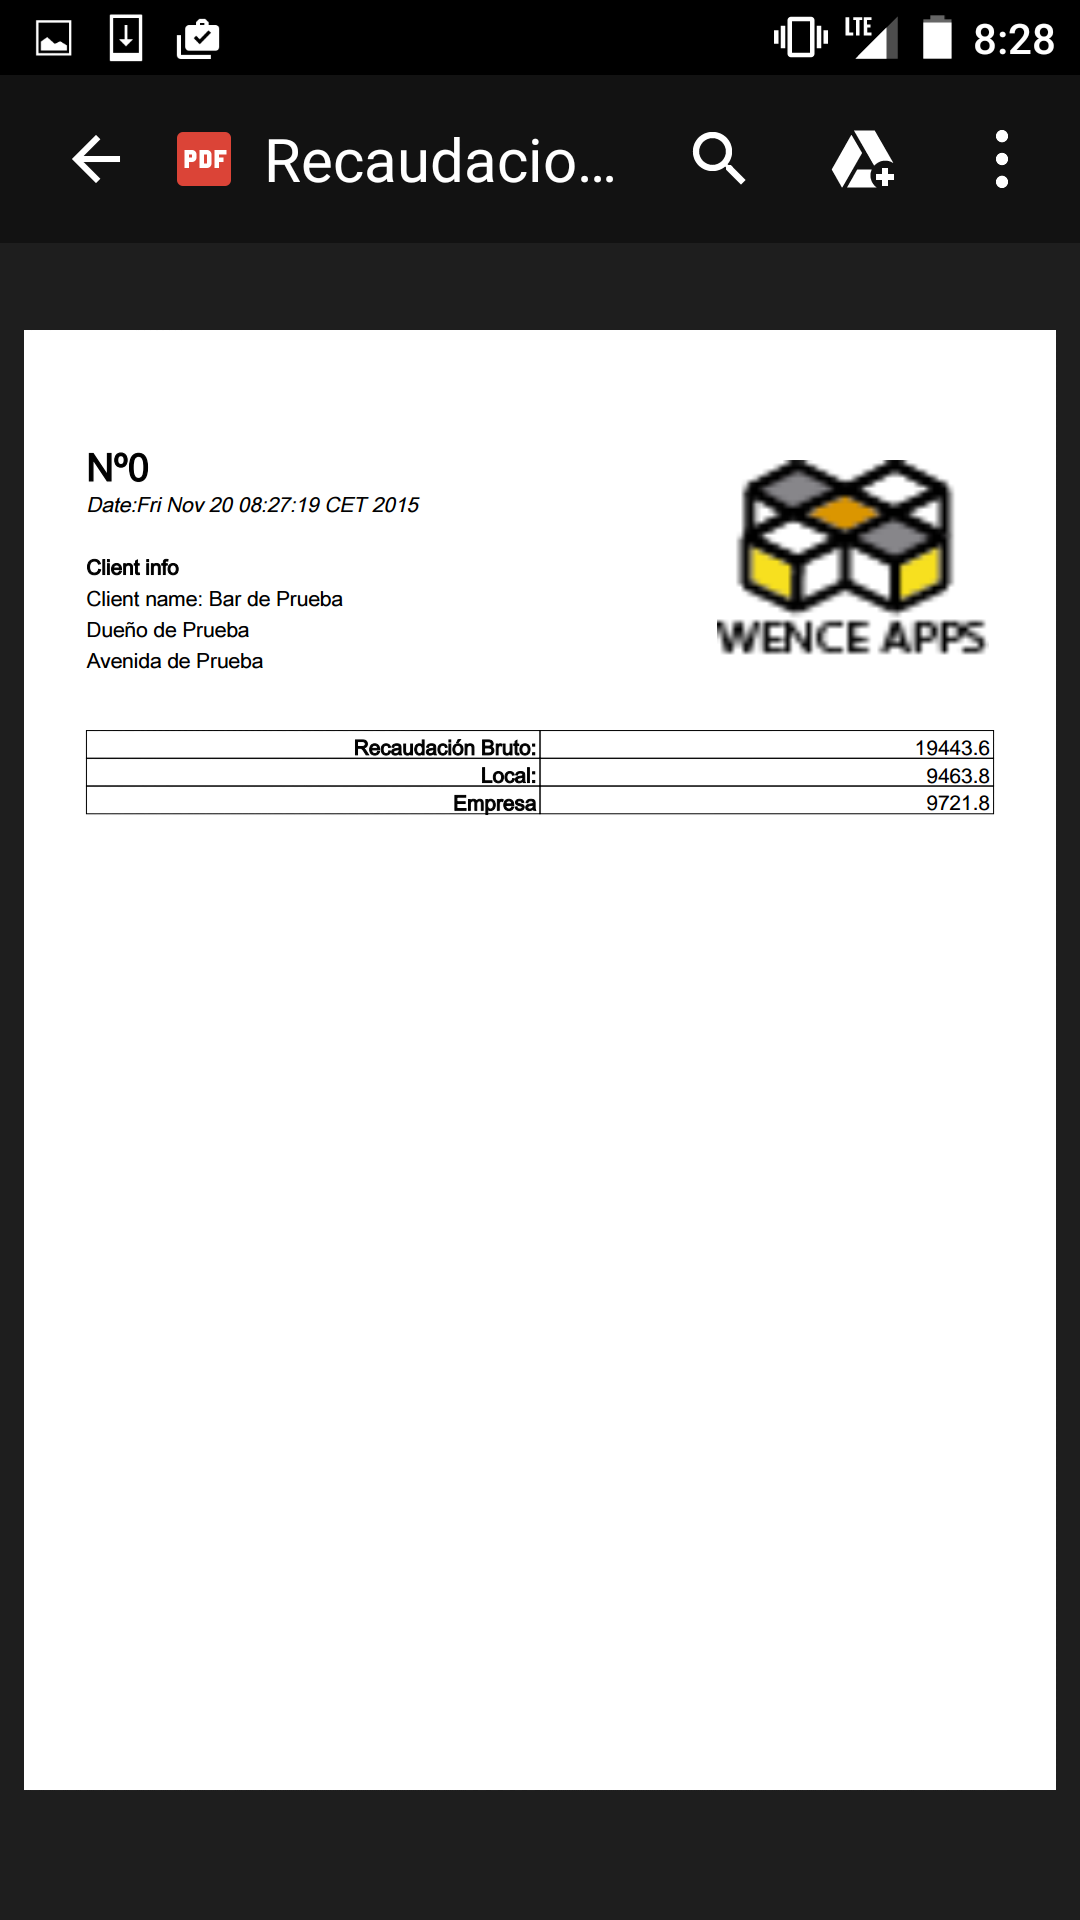 LTE 8:28
PDF Recaudacio...
Nº0
Date:Fri Nov 20 08:27:19 CET 2015
Client info
Client name: Bar de Prueba
Dueño de Prueba
Avenida de Prueba
WENCE APPS
Recaudación Bruto: 19443.6
Local: 9463.8
Empresa 9721.8